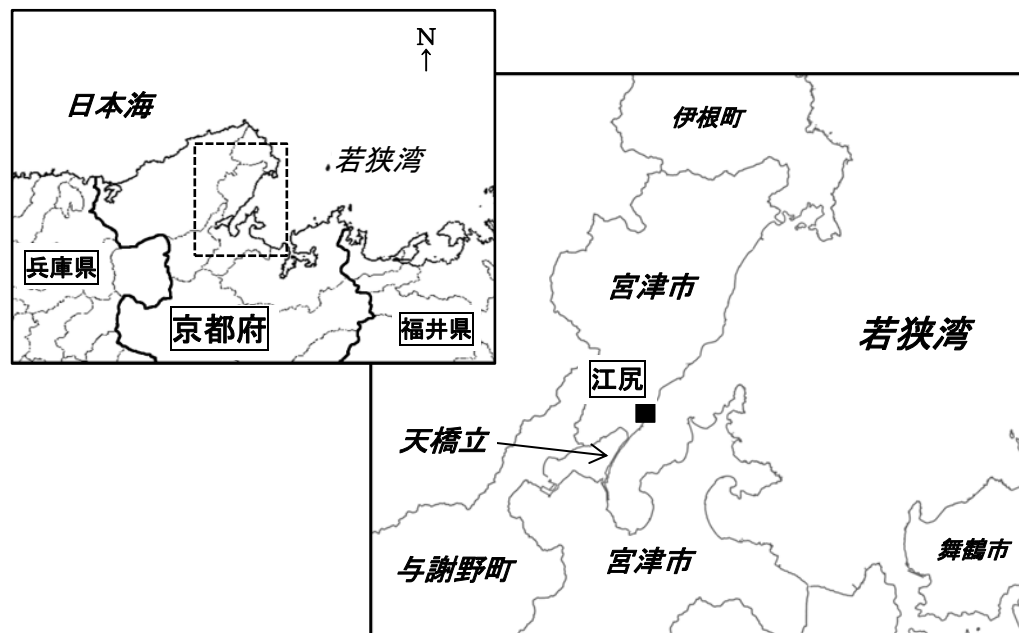 N
↑
日本海
若狭湾
兵庫県
京都府
福井県
伊根町
宮津市
若狭湾
江尻
天橋立
与謝野町
宮津市
舞鶴市